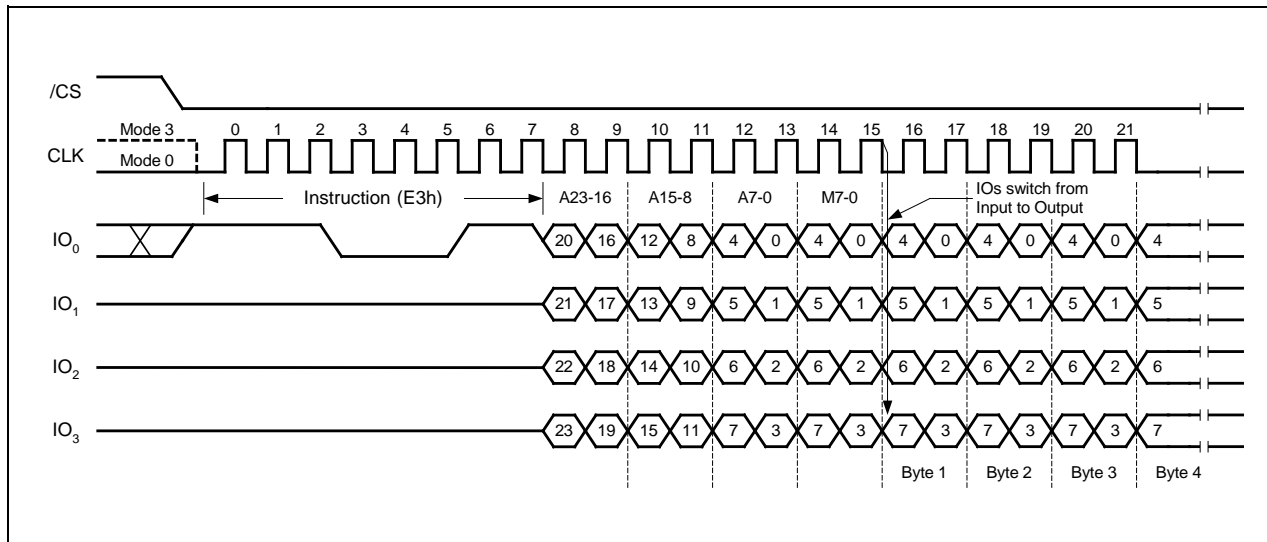 /CS
Mode 3 0 1 2 3 4 5 6 7 8 9 10 11 12 13 14 15 16 17 18 19 20 21
CLK
Mode 0
Instruction (E3h) A23-16 A15-8 A7-0 M7-0 IOs switch from
Input to Output
IO0 20 16 12 8 4 0 4 0 4 0 4 0 4 0 4
IO1 21 17 13 9 5 1 5 1 5 1 5 1 5 1 5
IO2 22 18 14 10 6 2 6 2 6 2 6 2 6 2 6
IO3 23 19 15 11 7 3 7 3 7 3 7 3 7 3 7
Byte 1 Byte 2 Byte 3 Byte 4